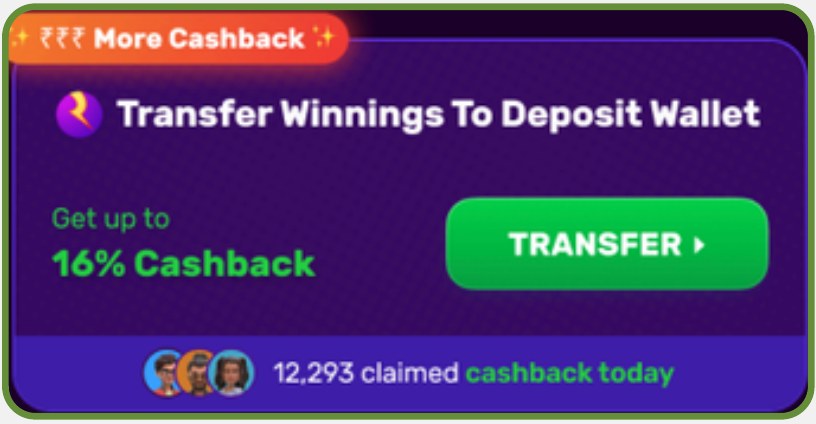 ₹₹₹ More Cashback
Transfer Winnings To Deposit Wallet
Get up to
16% Cashback
TRANSFER
12,293 claimed cashback today